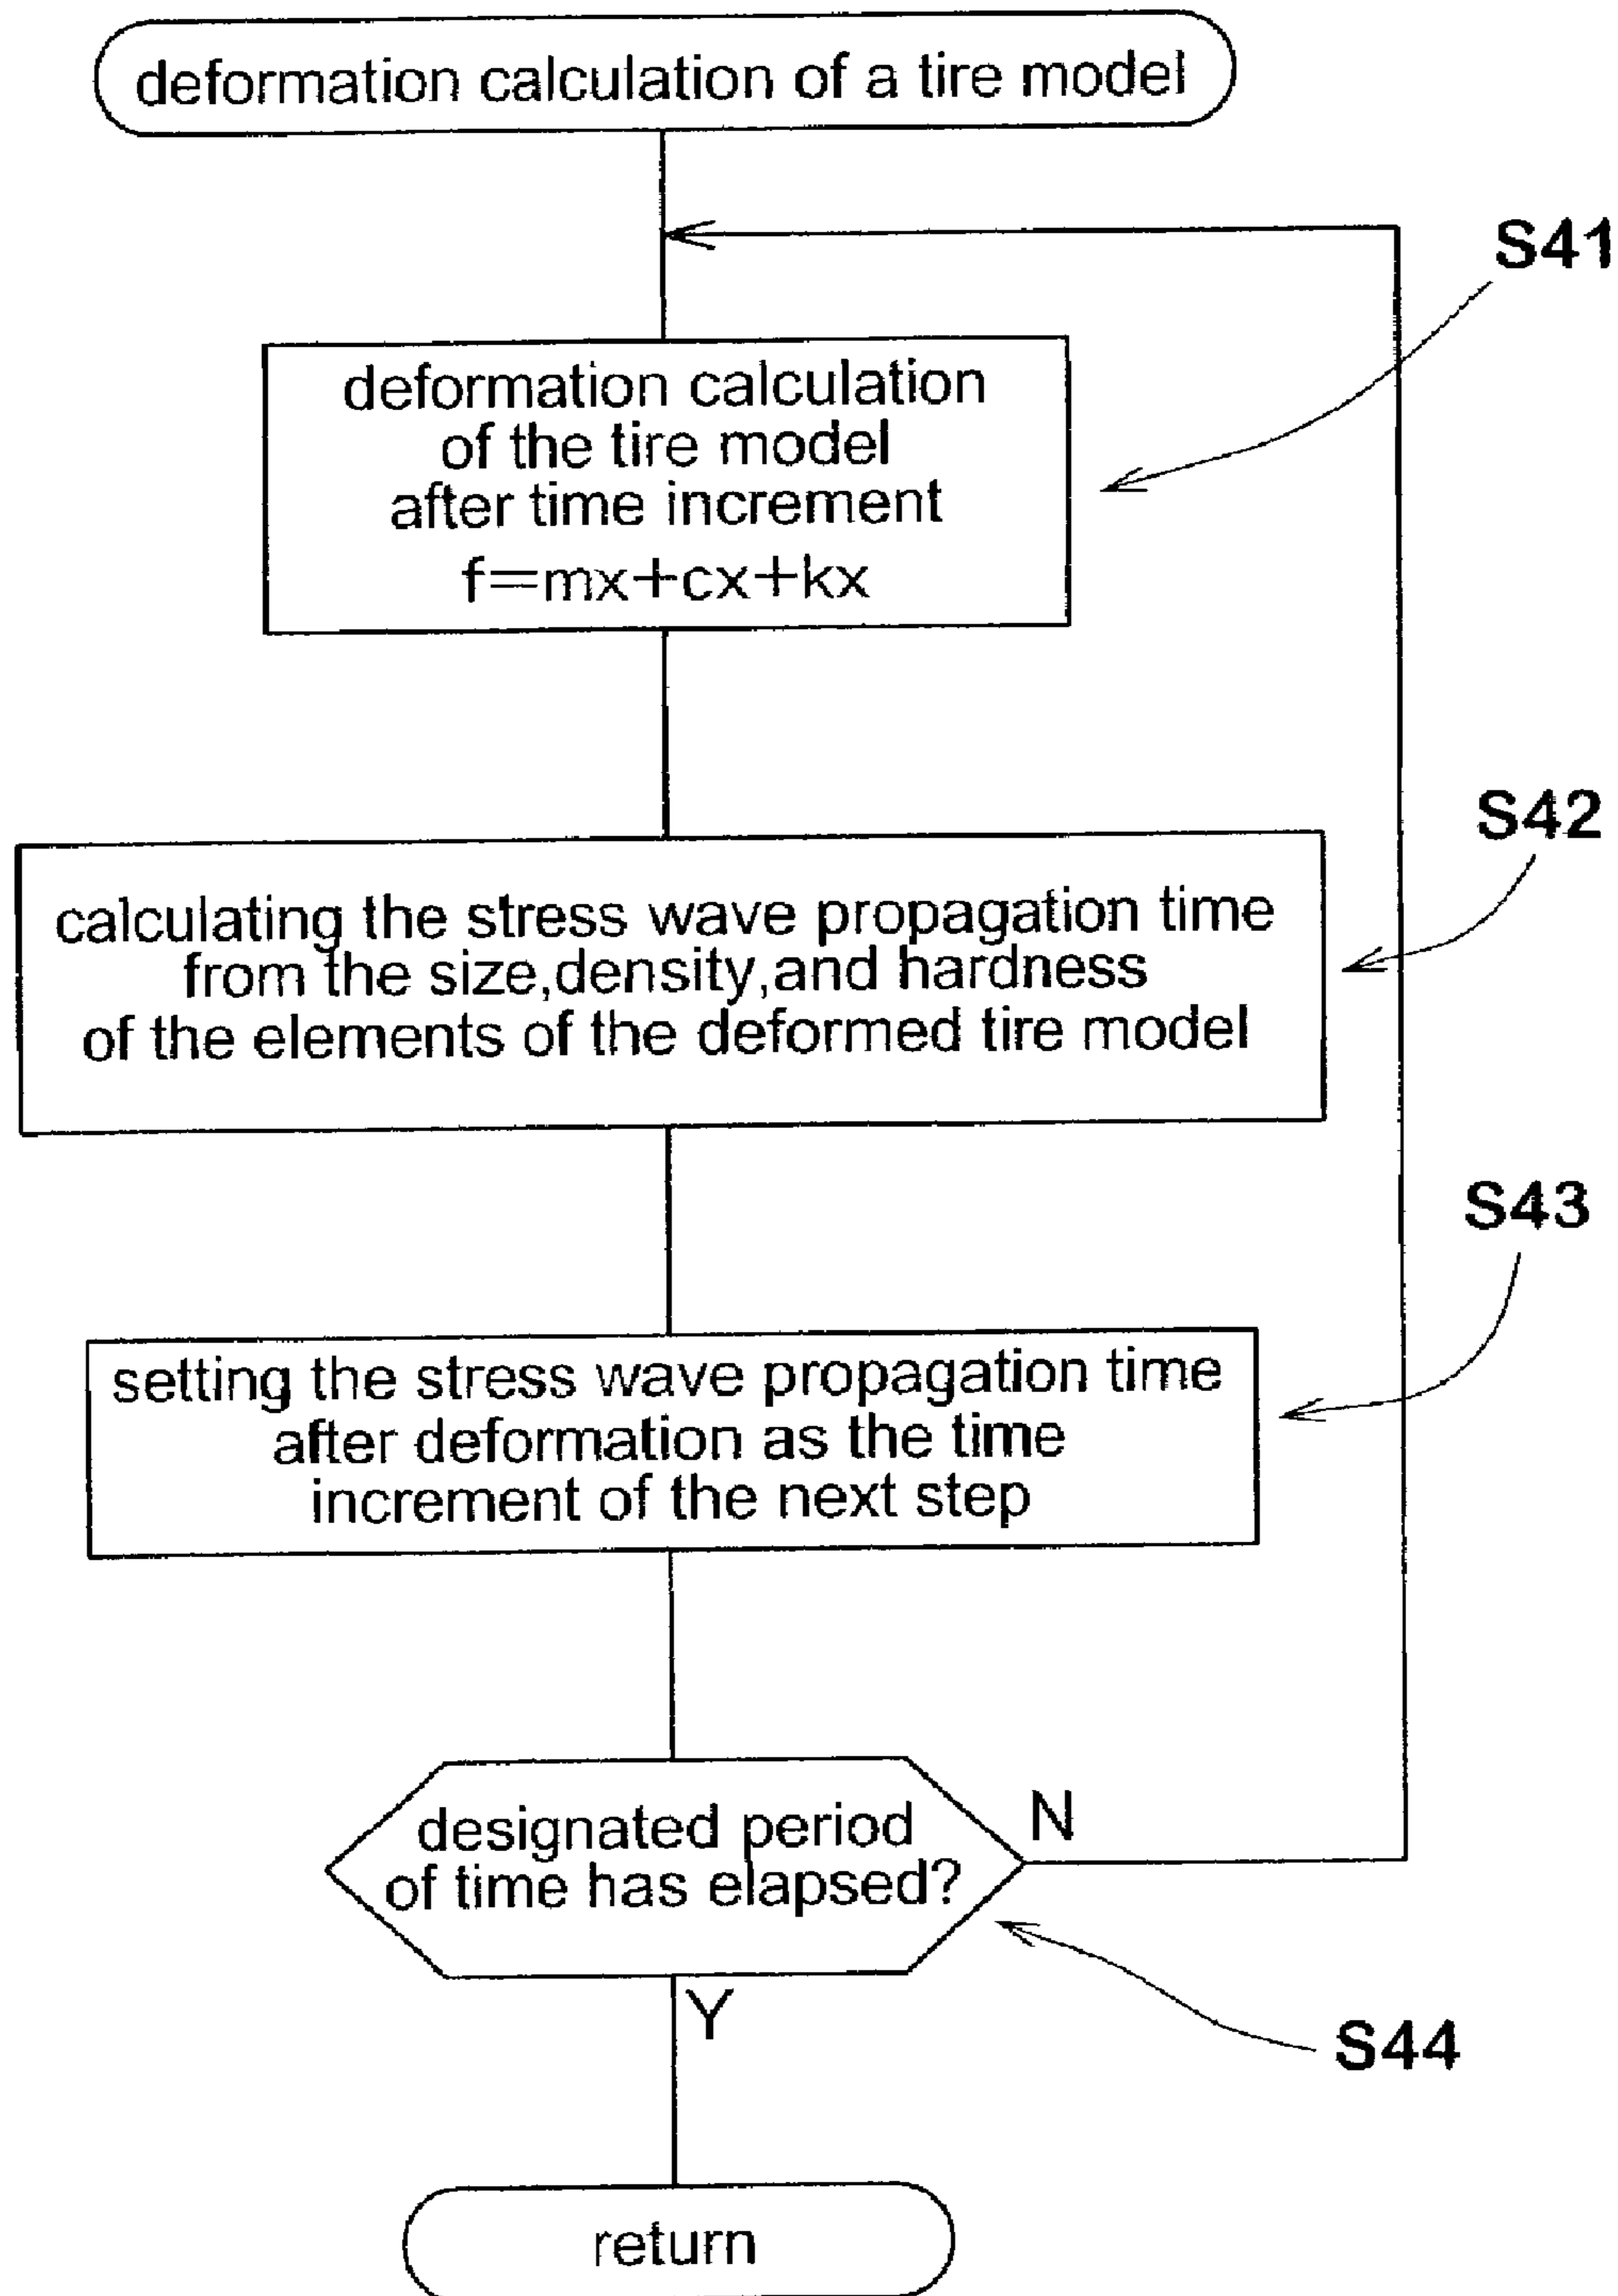 deformation calculation of a tire model
S41
deformation calculation
of the tire model
after time increment
f=mx+cx+kx
S42
calculating the stress wave propagation time
from the size,density,and hardness
of the elements of the deformed tire model
S43
setting the stress wave propagation time
after deformation as the time
increment of the next step
designated period
of time has elapsed?
N
Y
S44
return